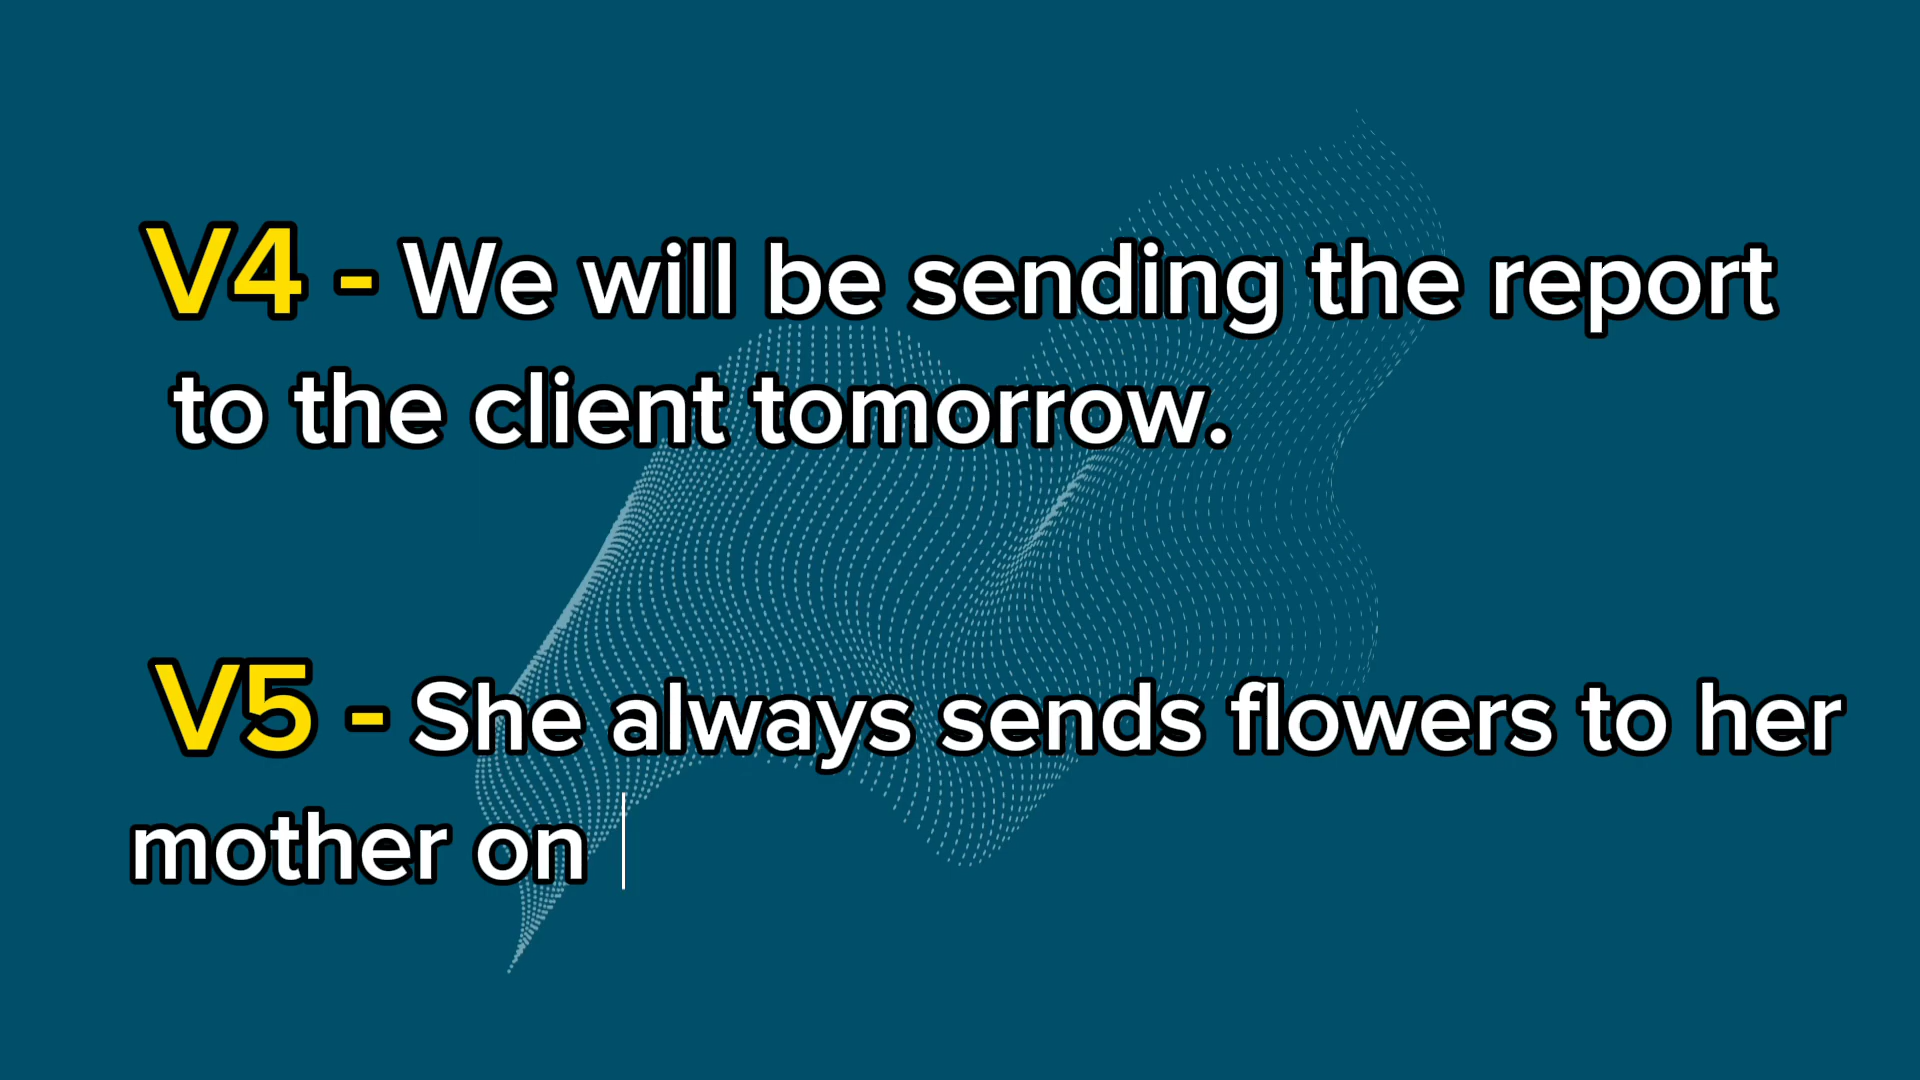 V4 - We will be sending the report
to the client tomorrow.
V5 - She always sends flowers to her
mother on